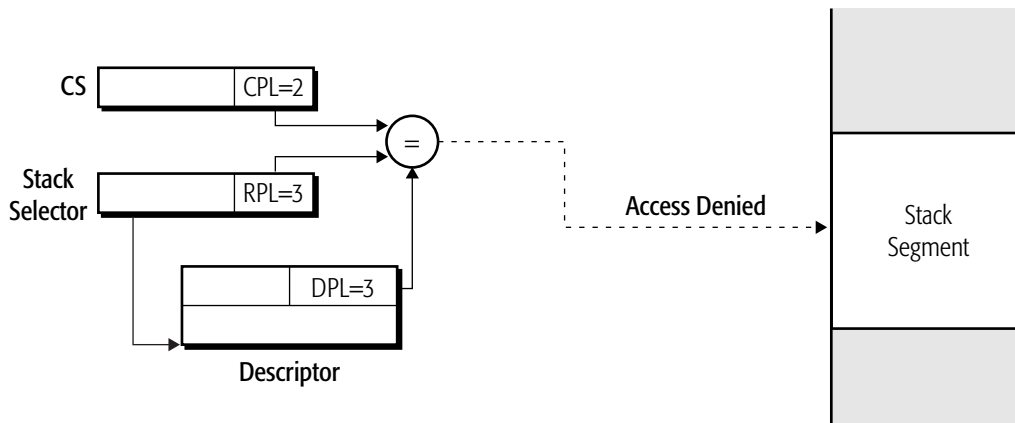 CS
CPL=2
=
Stack
Selector
RPL=3
Access Denied
Stack
Segment
DPL=3
Descriptor